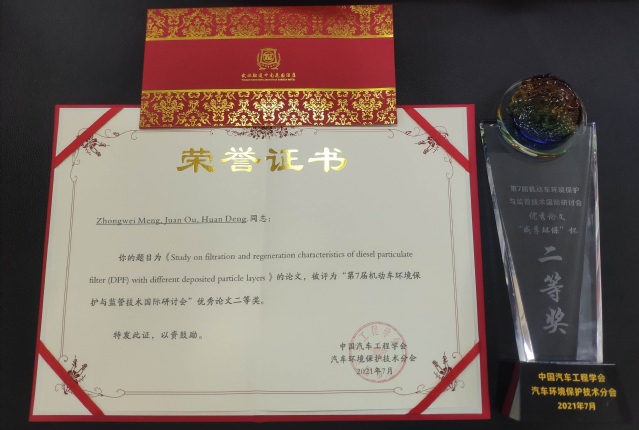 荣誉证书
Zhongwei Meng, Juan Ou, Huan Deng 同志：
你的题目为《Study on filtration and regeneration characteristics of diesel particulate
filter (DPF) with different deposited particle layers 》的论文，被评为“第7届机动车环境保
护与监管技术国际研讨会”优秀论文二等奖。
特发此证，以资鼓励。
中国汽车工程学会
汽车环境保护技术分会
2021年7月
第7届机动车环境保护
与监管技术国际研讨会
优秀论文
“威孚环保”杯
二等奖
中国汽车工程学会
汽车环境保护技术分会
2021年7月